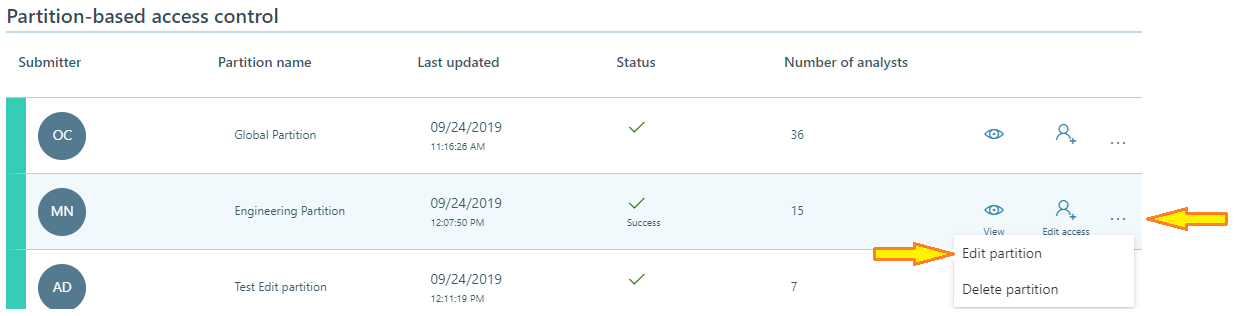 Partition-based access control
Submitter Partition name Last updated Status Number of analysts
OC Global Partition 09/24/2019 36 ...
11:16:26 AM
MN Engineering Partition 09/24/2019 15 ...
12:07:50 PM Success View Edit access
Edit partition
AD Test Edit partition 09/24/2019 7
12:11:19 PM
Delete partition